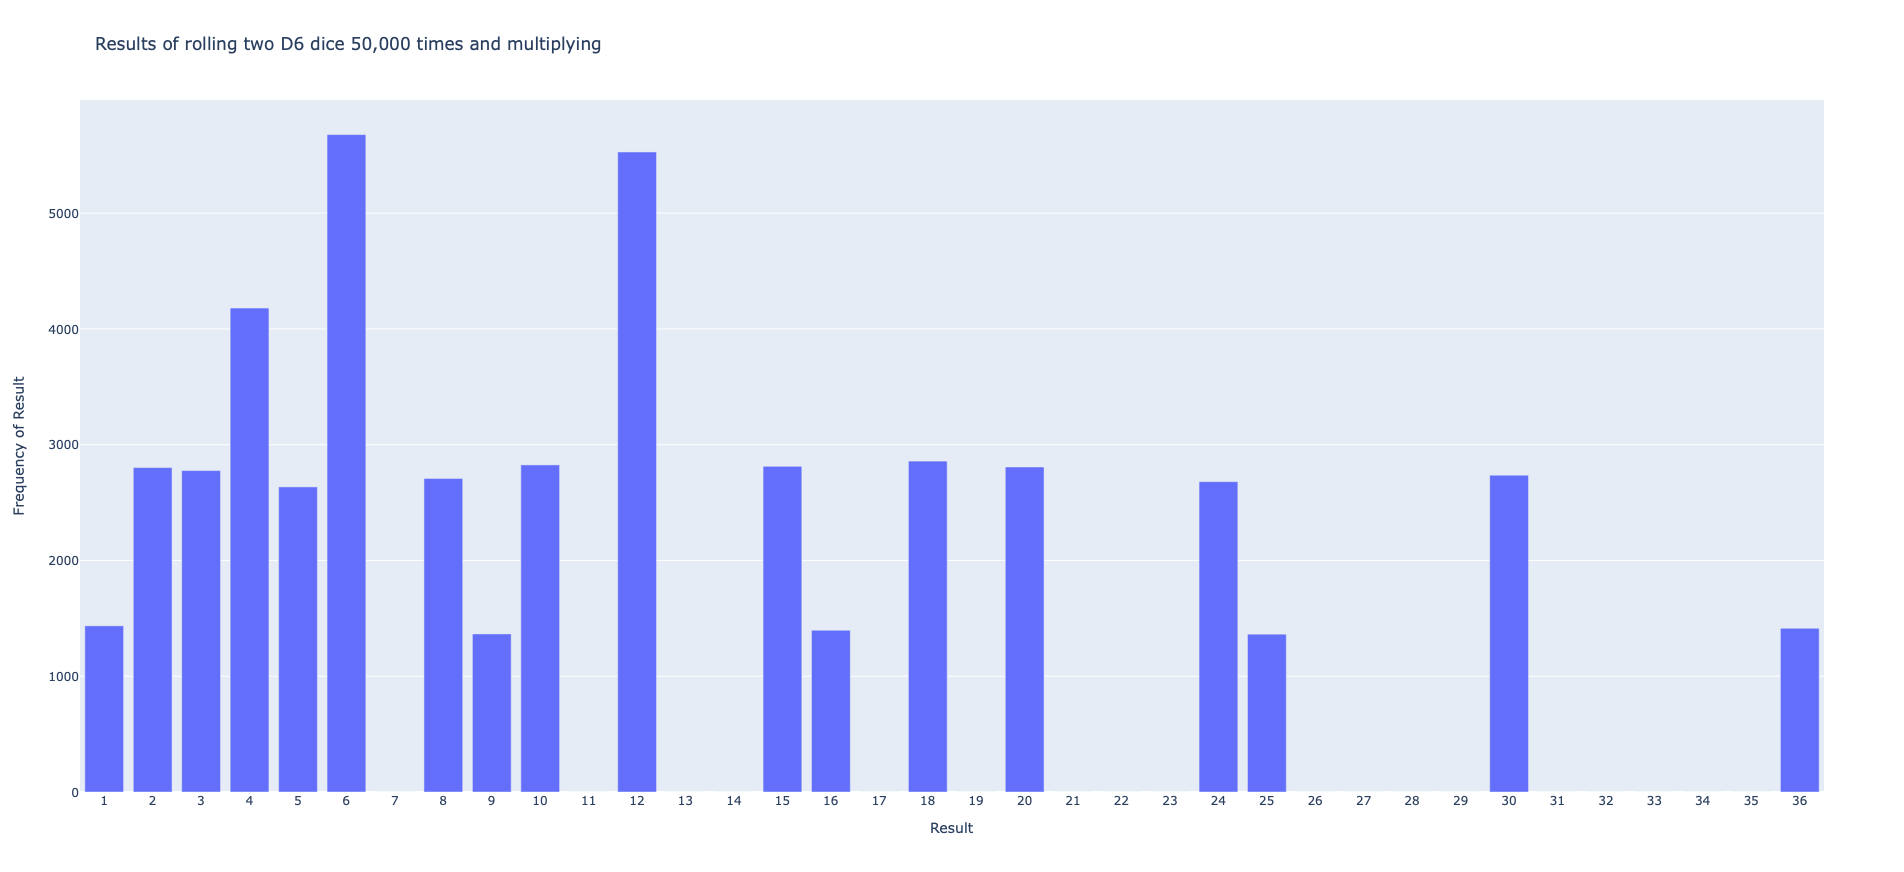 Results of rolling two D6 dice 50,000 times and multiplying
Frequency of Result
5000
4000
3000
2000
1000
0
1 2 3 4 5 6 7 8 9 10 11 12 13 14 15 16 17 18 19 20 21 22 23 24 25 26 27 28 29 30 31 32 33 34 35 36
Result